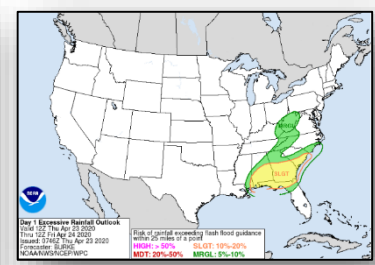 MRGL
SLGT
NOAA
Day 1 Excessive Rainfall Outlook
Valid 12Z Thu Apr 23 2020
Thru 12Z Fri Apr 24 2020
Issued: 0746Z Thu Apr 23 2020
Forecaster: BURKE
NOAA/NWS/NCEP/WPC
Risk of rainfall exceeding flash flood guidance
within 25 miles of a point
HIGH: > 50% SLGT: 10%-20%
MDT: 20%-50% MRGL: 5%-10%